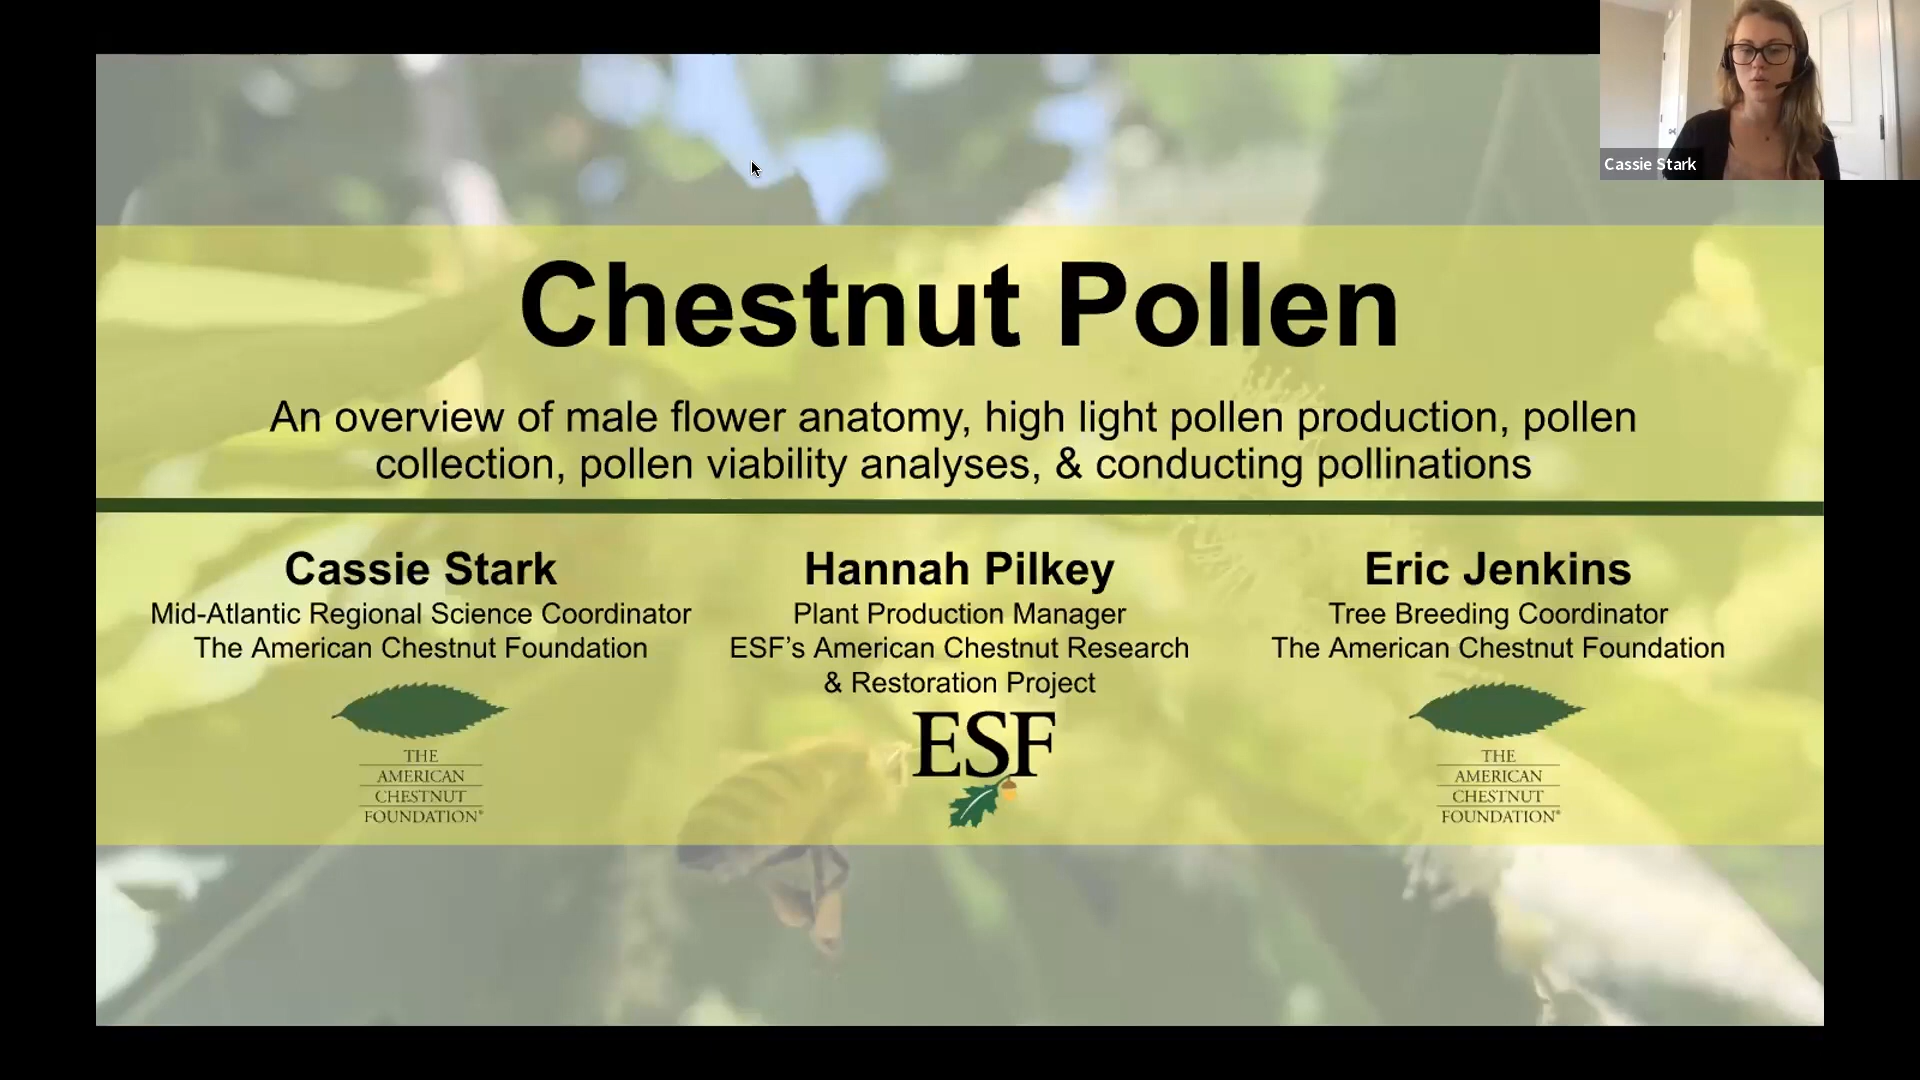 Cassie Stark
Chestnut Pollen
An overview of male flower anatomy, high light pollen production, pollen
collection, pollen viability analyses, & conducting pollinations
Cassie Stark
Mid-Atlantic Regional Science Coordinator
The American Chestnut Foundation
THE
AMERICAN
CHESTNUT
FOUNDATION®
Hannah Pilkey
Plant Production Manager
ESF’s American Chestnut Research
& Restoration Project
ESF
Eric Jenkins
Tree Breeding Coordinator
The American Chestnut Foundation
THE
AMERICAN
CHESTNUT
FOUNDATION®